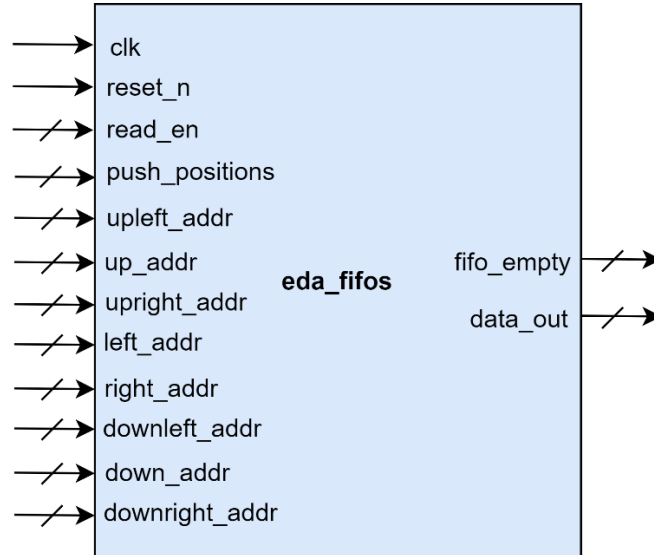 clk
reset_n
read_en
push_positions
upleft_addr
up_addr
upright_addr
left_addr
right_addr
downleft_addr
down_addr
downright_addr
eda_fifos
fifo_empty
data_out